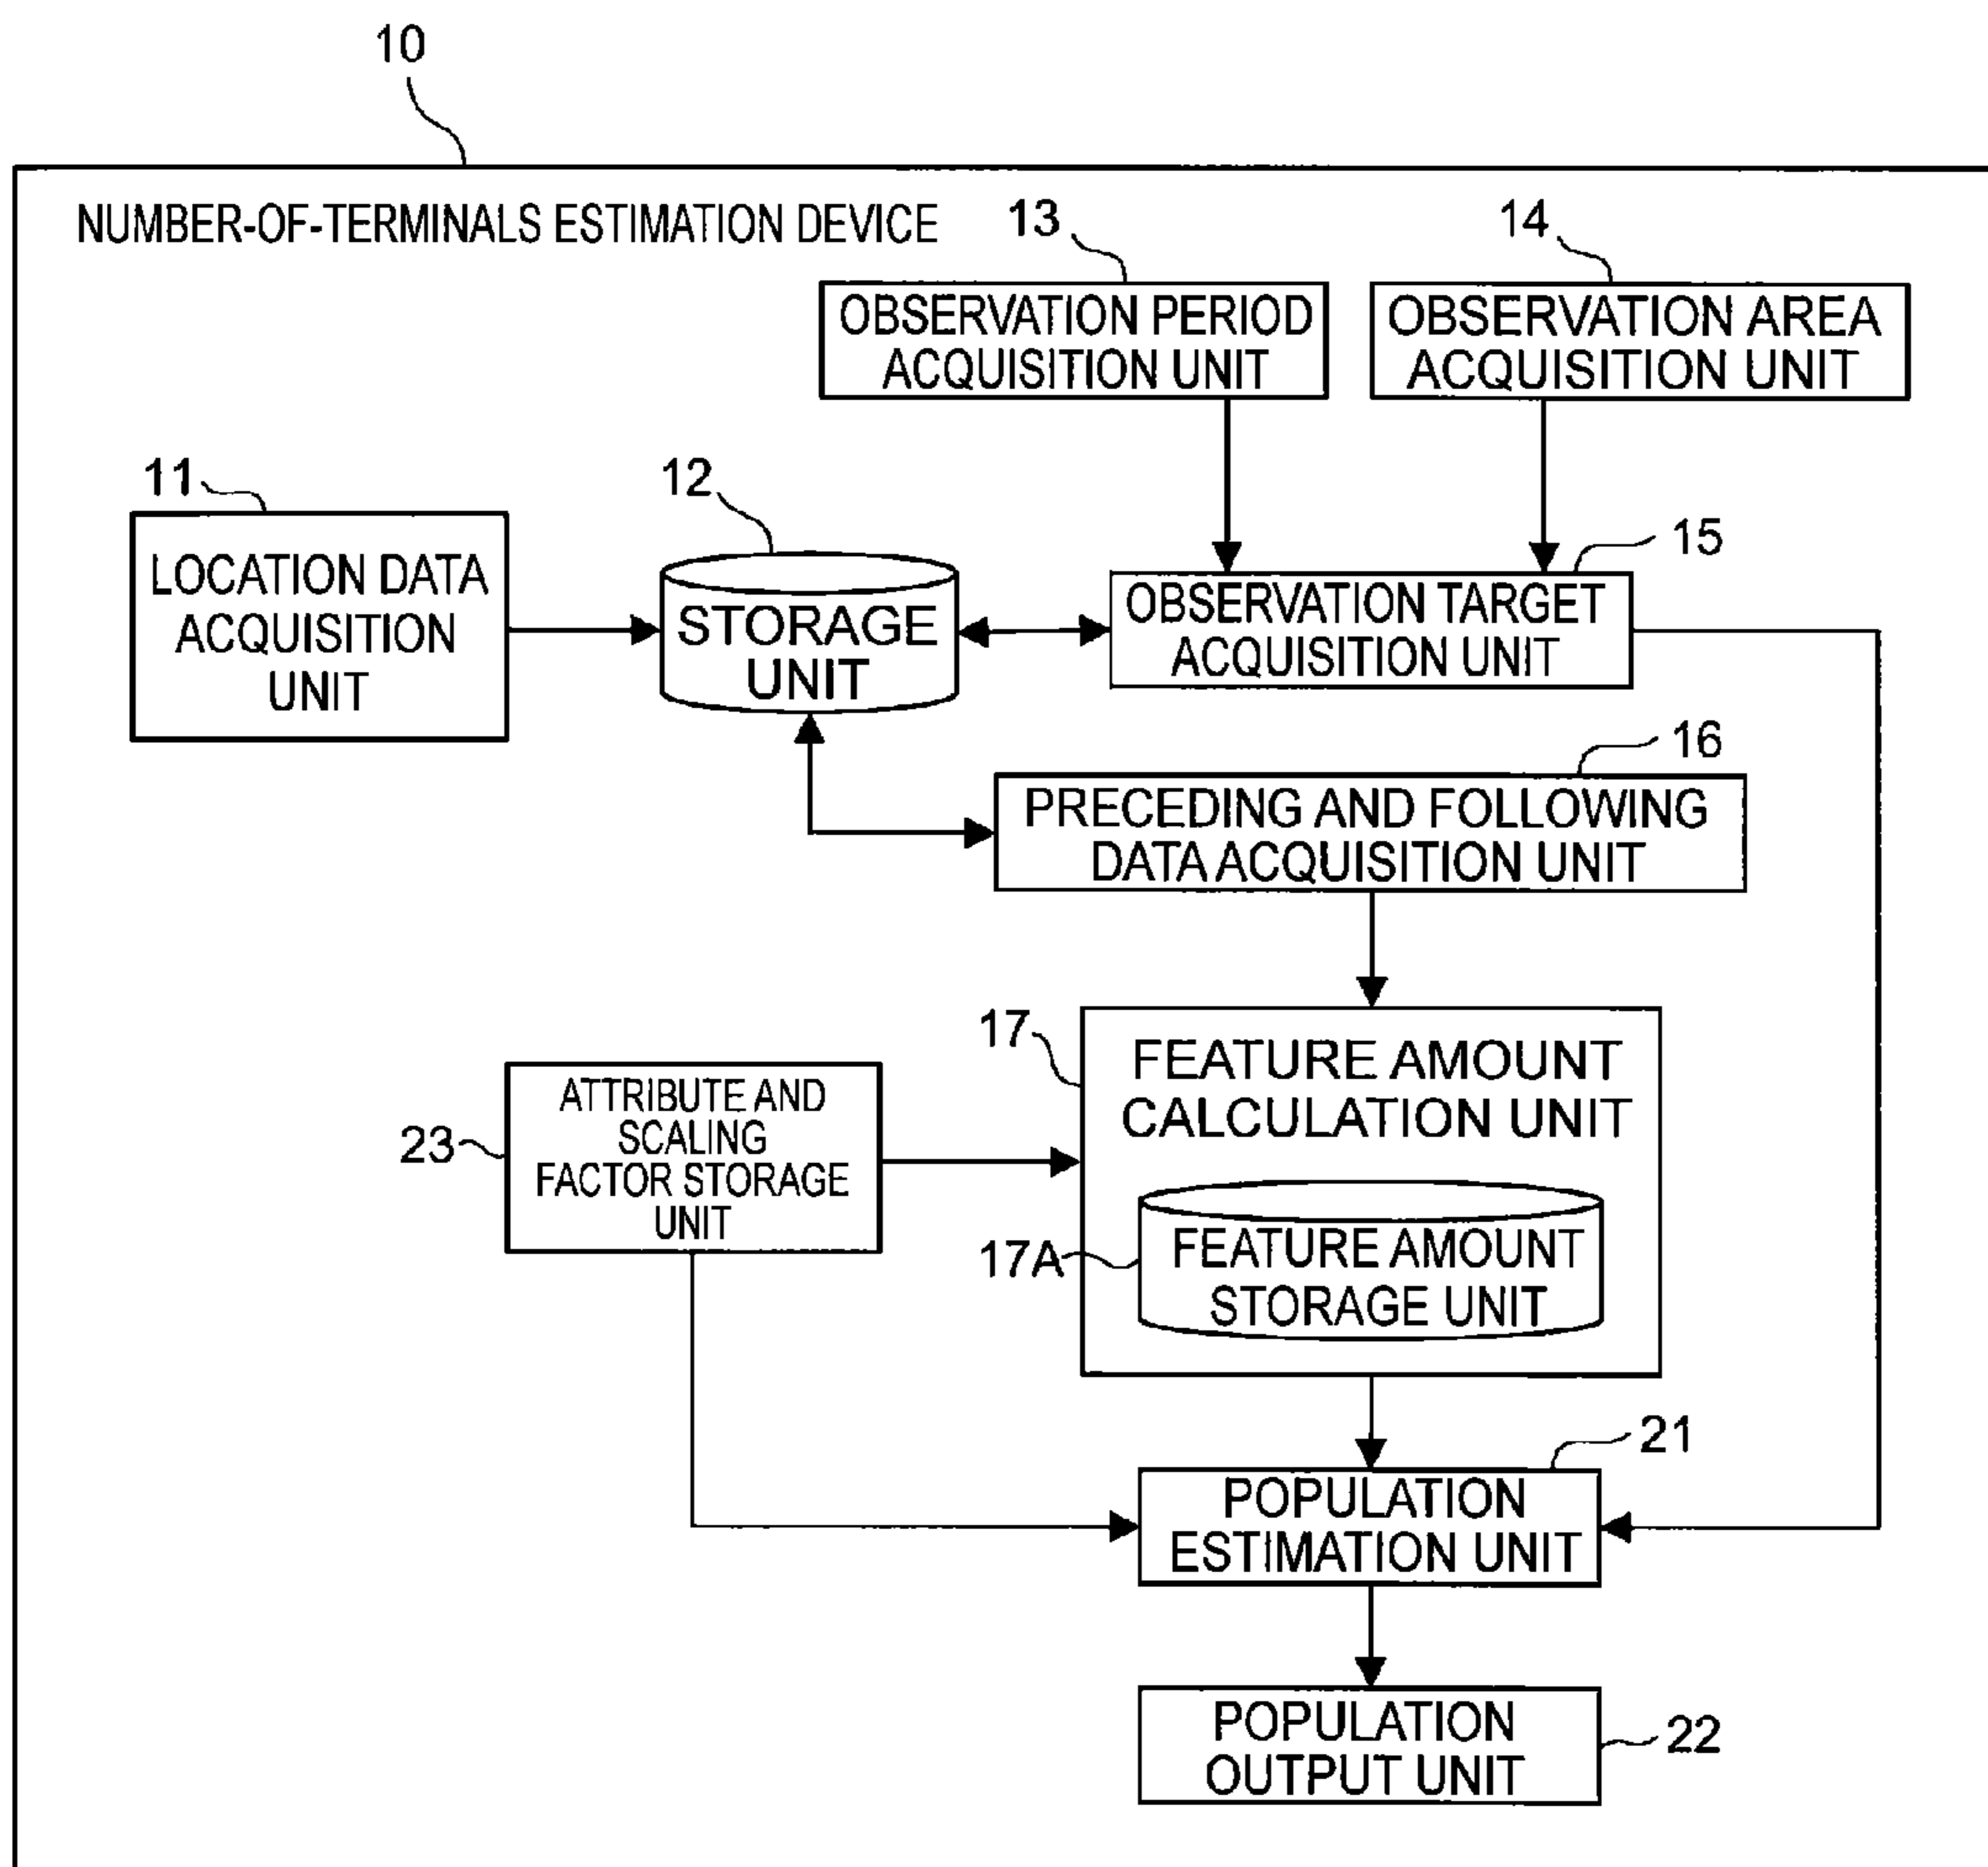 10
NUMBER-OF-TERMINALS ESTIMATION DEVICE
13
14
OBSERVATION PERIOD
ACQUISITION UNIT
OBSERVATION AREA
ACQUISITION UNIT
11
12
15
LOCATION DATA
ACQUISITION
UNIT
STORAGE
UNIT
OBSERVATION TARGET
ACQUISITION UNIT
16
PRECEDING AND FOLLOWING
DATA ACQUISITION UNIT
17
FEATURE AMOUNT
CALCULATION UNIT
23
ATTRIBUTE AND
SCALING
FACTOR STORAGE
UNIT
17A
FEATURE AMOUNT
STORAGE UNIT
21
POPULATION
ESTIMATION UNIT
POPULATION
OUTPUT UNIT
22